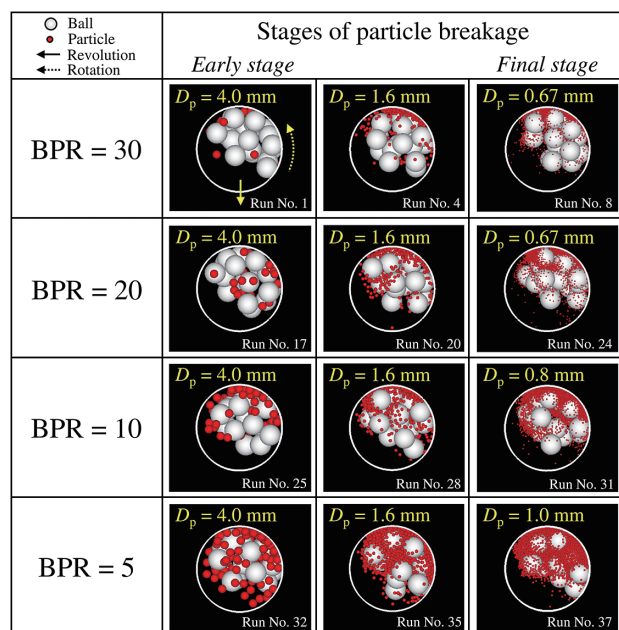 Ball
Particle
Revolution
Rotation
Stages of particle breakage
Early stage
Final stage
BPR = 30
Dp = 4.0 mm
Run No. 1
Dp = 1.6 mm
Run No. 4
Dp = 0.67 mm
Run No. 8
BPR = 20
Dp = 4.0 mm
Run No. 17
Dp = 1.6 mm
Run No. 20
Dp = 0.67 mm
Run No. 24
BPR = 10
Dp = 4.0 mm
Run No. 25
Dp = 1.6 mm
Run No. 28
Dp = 0.8 mm
Run No. 31
BPR = 5
Dp = 4.0 mm
Run No. 32
Dp = 1.6 mm
Run No. 35
Dp = 1.0 mm
Run No. 37